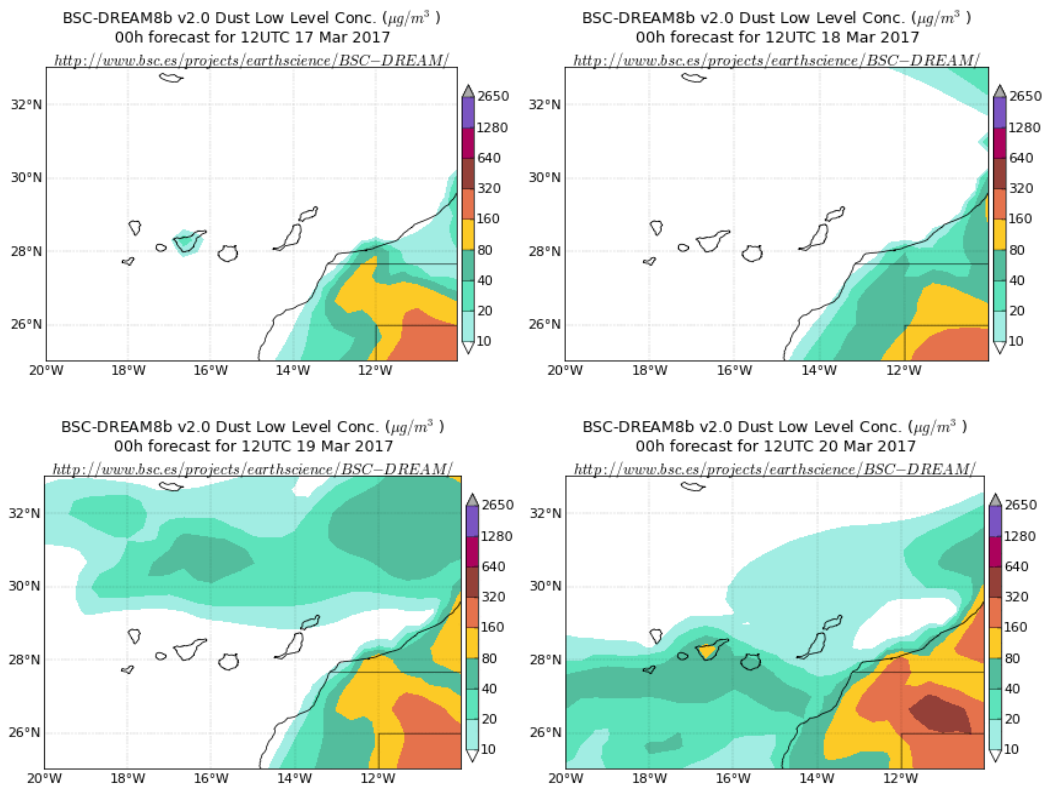 BSC-DREAM8b v2.0 Dust Low Level Conc. (μg/m³ )
00h forecast for 12UTC 17 Mar 2017
http://www.bsc.es/projects/earthscience/BSC−DREAM/
32°N
30°N
28°N
26°N
20°W
18°W
16°W
14°W
12°W
2650
1280
640
320
160
80
40
20
10
BSC-DREAM8b v2.0 Dust Low Level Conc. (μg/m³ )
00h forecast for 12UTC 18 Mar 2017
http://www.bsc.es/projects/earthscience/BSC−DREAM/
32°N
30°N
28°N
26°N
20°W
18°W
16°W
14°W
12°W
2650
1280
640
320
160
80
40
20
10
BSC-DREAM8b v2.0 Dust Low Level Conc. (μg/m³ )
00h forecast for 12UTC 19 Mar 2017
http://www.bsc.es/projects/earthscience/BSC−DREAM/
32°N
30°N
28°N
26°N
20°W
18°W
16°W
14°W
12°W
2650
1280
640
320
160
80
40
20
10
BSC-DREAM8b v2.0 Dust Low Level Conc. (μg/m³ )
00h forecast for 12UTC 20 Mar 2017
http://www.bsc.es/projects/earthscience/BSC−DREAM/
32°N
30°N
28°N
26°N
20°W
18°W
16°W
14°W
12°W
2650
1280
640
320
160
80
40
20
10